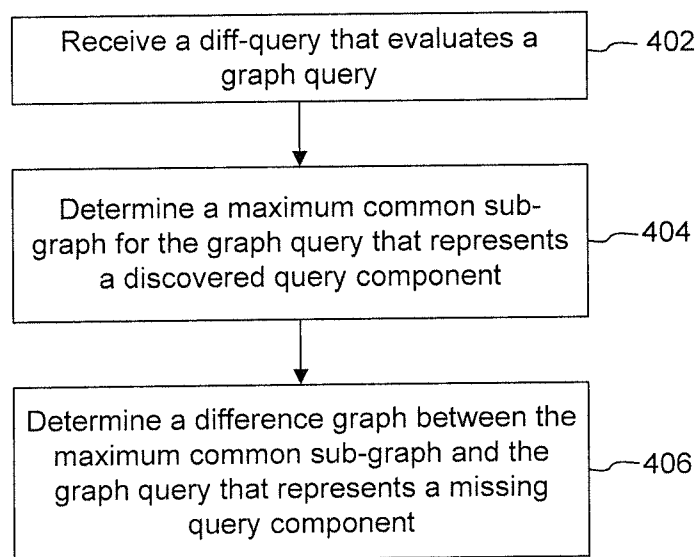 Receive a diff-query that evaluates a
graph query
402
Determine a maximum common sub-
graph for the graph query that represents
a discovered query component
404
Determine a difference graph between the
maximum common sub-graph and the
graph query that represents a missing
query component
406